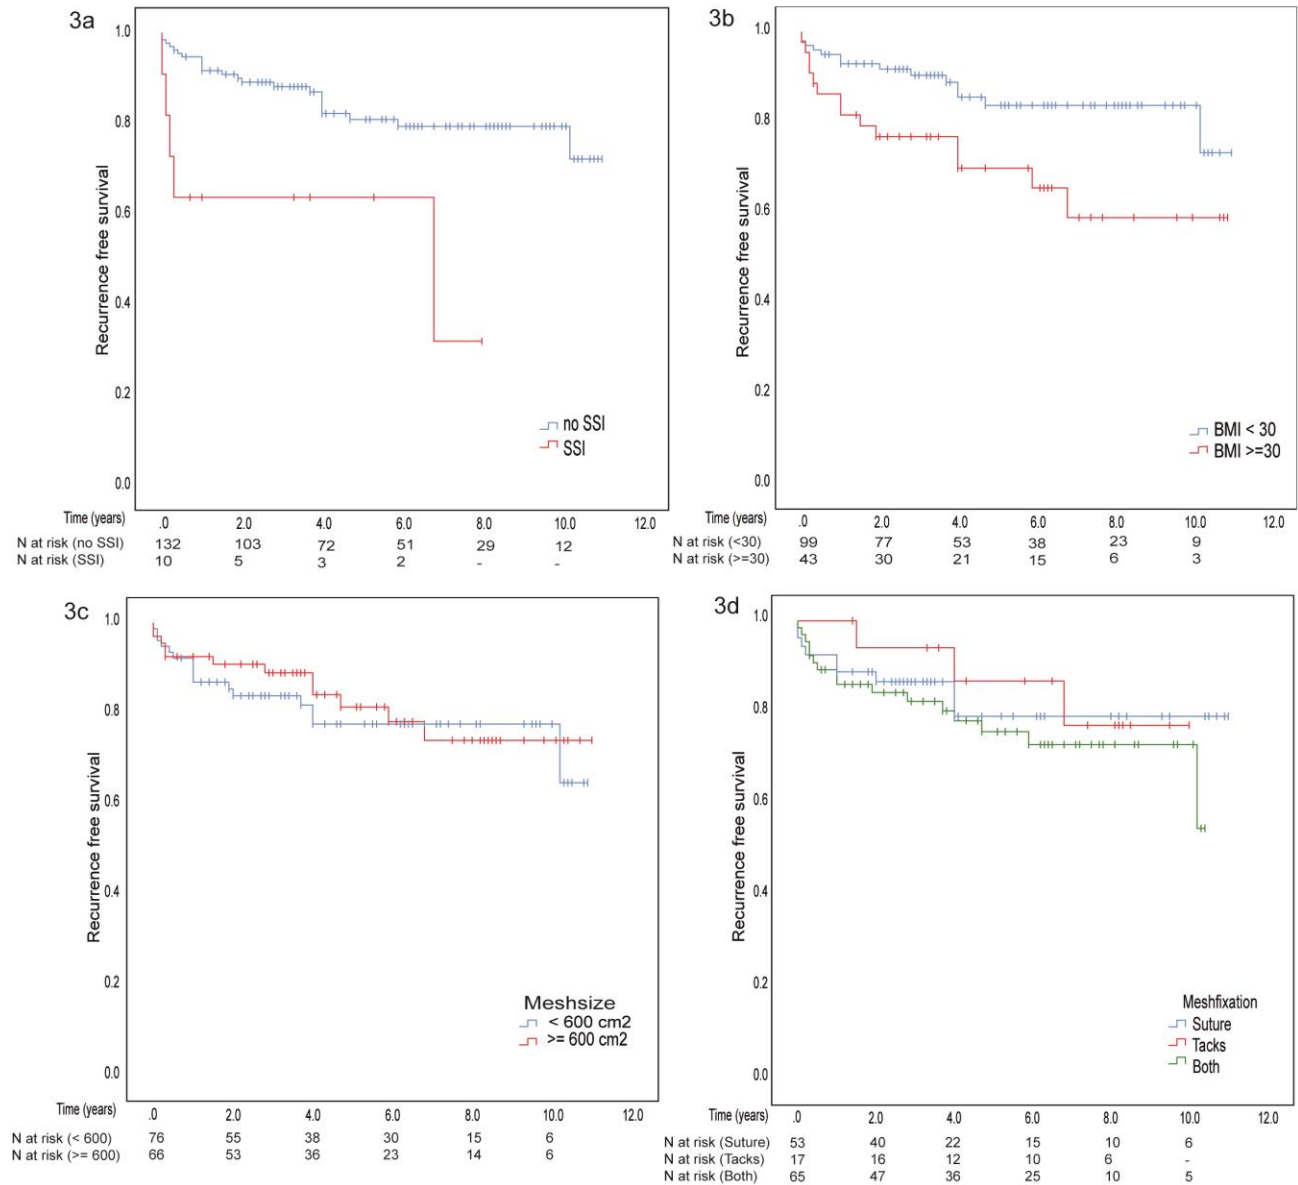 3a
1.0
0.8
0.6
0.4
0.2
0.0
Recurrence free survival
no SSI
SSI
Time (years) .0 2.0 4.0 6.0 8.0 10.0 12.0
N at risk (no SSI) 132 103 72 51 29 12
N at risk (SSI) 10 5 3 2 - -
3b
1.0
0.8
0.6
0.4
0.2
0.0
Recurrence free survival
BMI < 30
BMI >=30
Time (years) .0 2.0 4.0 6.0 8.0 10.0 12.0
N at risk (<30) 99 77 53 38 23 9
N at risk (>=30) 43 30 21 15 6 3
3c
1.0
0.8
0.6
0.4
0.2
0.0
Recurrence free survival
Meshsize
< 600 cm2
>= 600 cm2
Time (years) .0 2.0 4.0 6.0 8.0 10.0 12.0
N at risk (< 600) 76 55 38 30 15 6
N at risk (>= 600) 66 53 36 23 14 6
3d
1.0
0.8
0.6
0.4
0.2
0.0
Recurrence free survival
Meshfixation
Suture
Tacks
Both
Time (years) .0 2.0 4.0 6.0 8.0 10.0 12.0
N at risk (Suture) 53 40 22 15 10 6
N at risk (Tacks) 17 16 12 10 6 -
N at risk (Both) 65 47 36 25 10 5